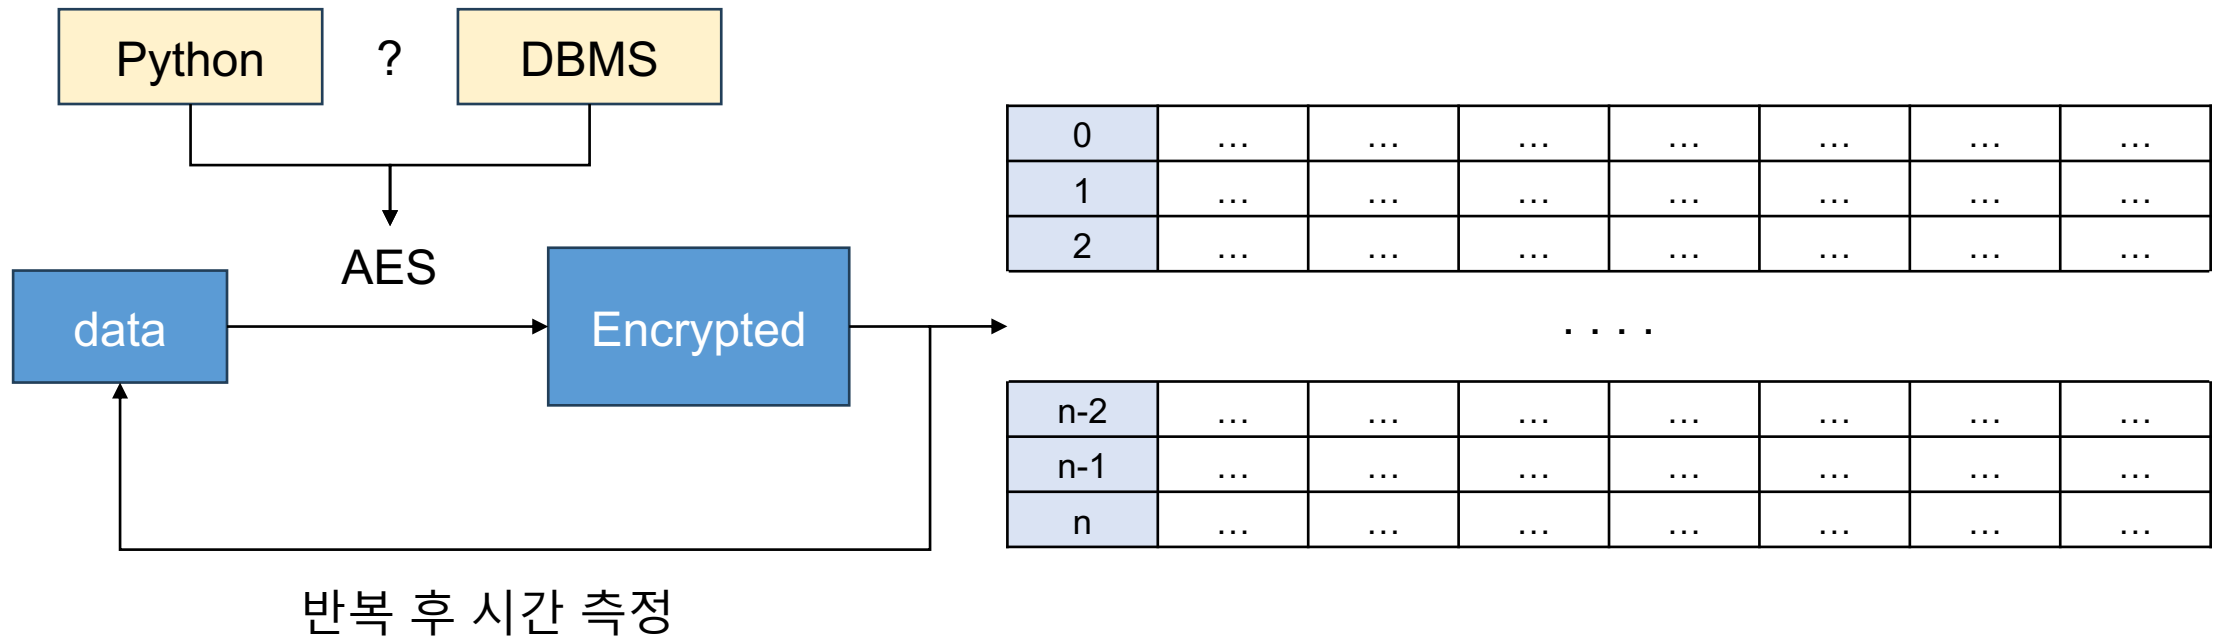 Python ? DBMS
AES
data
Encrypted
0 ... ... ... ... ... ... ...
1 ... ... ... ... ... ... ...
2 ... ... ... ... ... ... ...
. . . .
n-2 ... ... ... ... ... ... ...
n-1 ... ... ... ... ... ... ...
n ... ... ... ... ... ... ...
반복 후 시간 측정